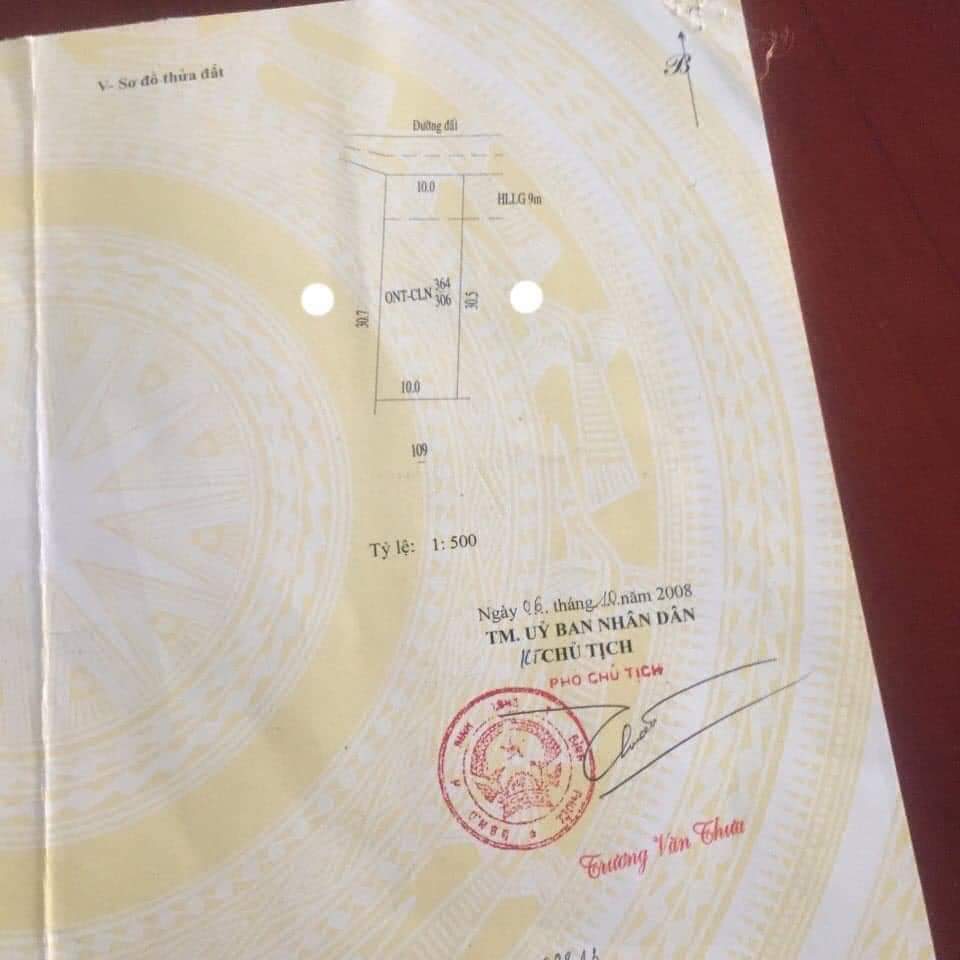 V- Sơ đồ thửa đất
B
Đường đất
10.0
HLLG 9m
ONT-CLN 364
306
30.7
30.5
10.0
109
Tỷ lệ: 1: 500
Ngày 06. tháng 10 năm 2008
TM. UỶ BAN NHÂN DÂN
KT CHỦ TỊCH
PHÓ CHỦ TỊCH
Trương Văn Thưa